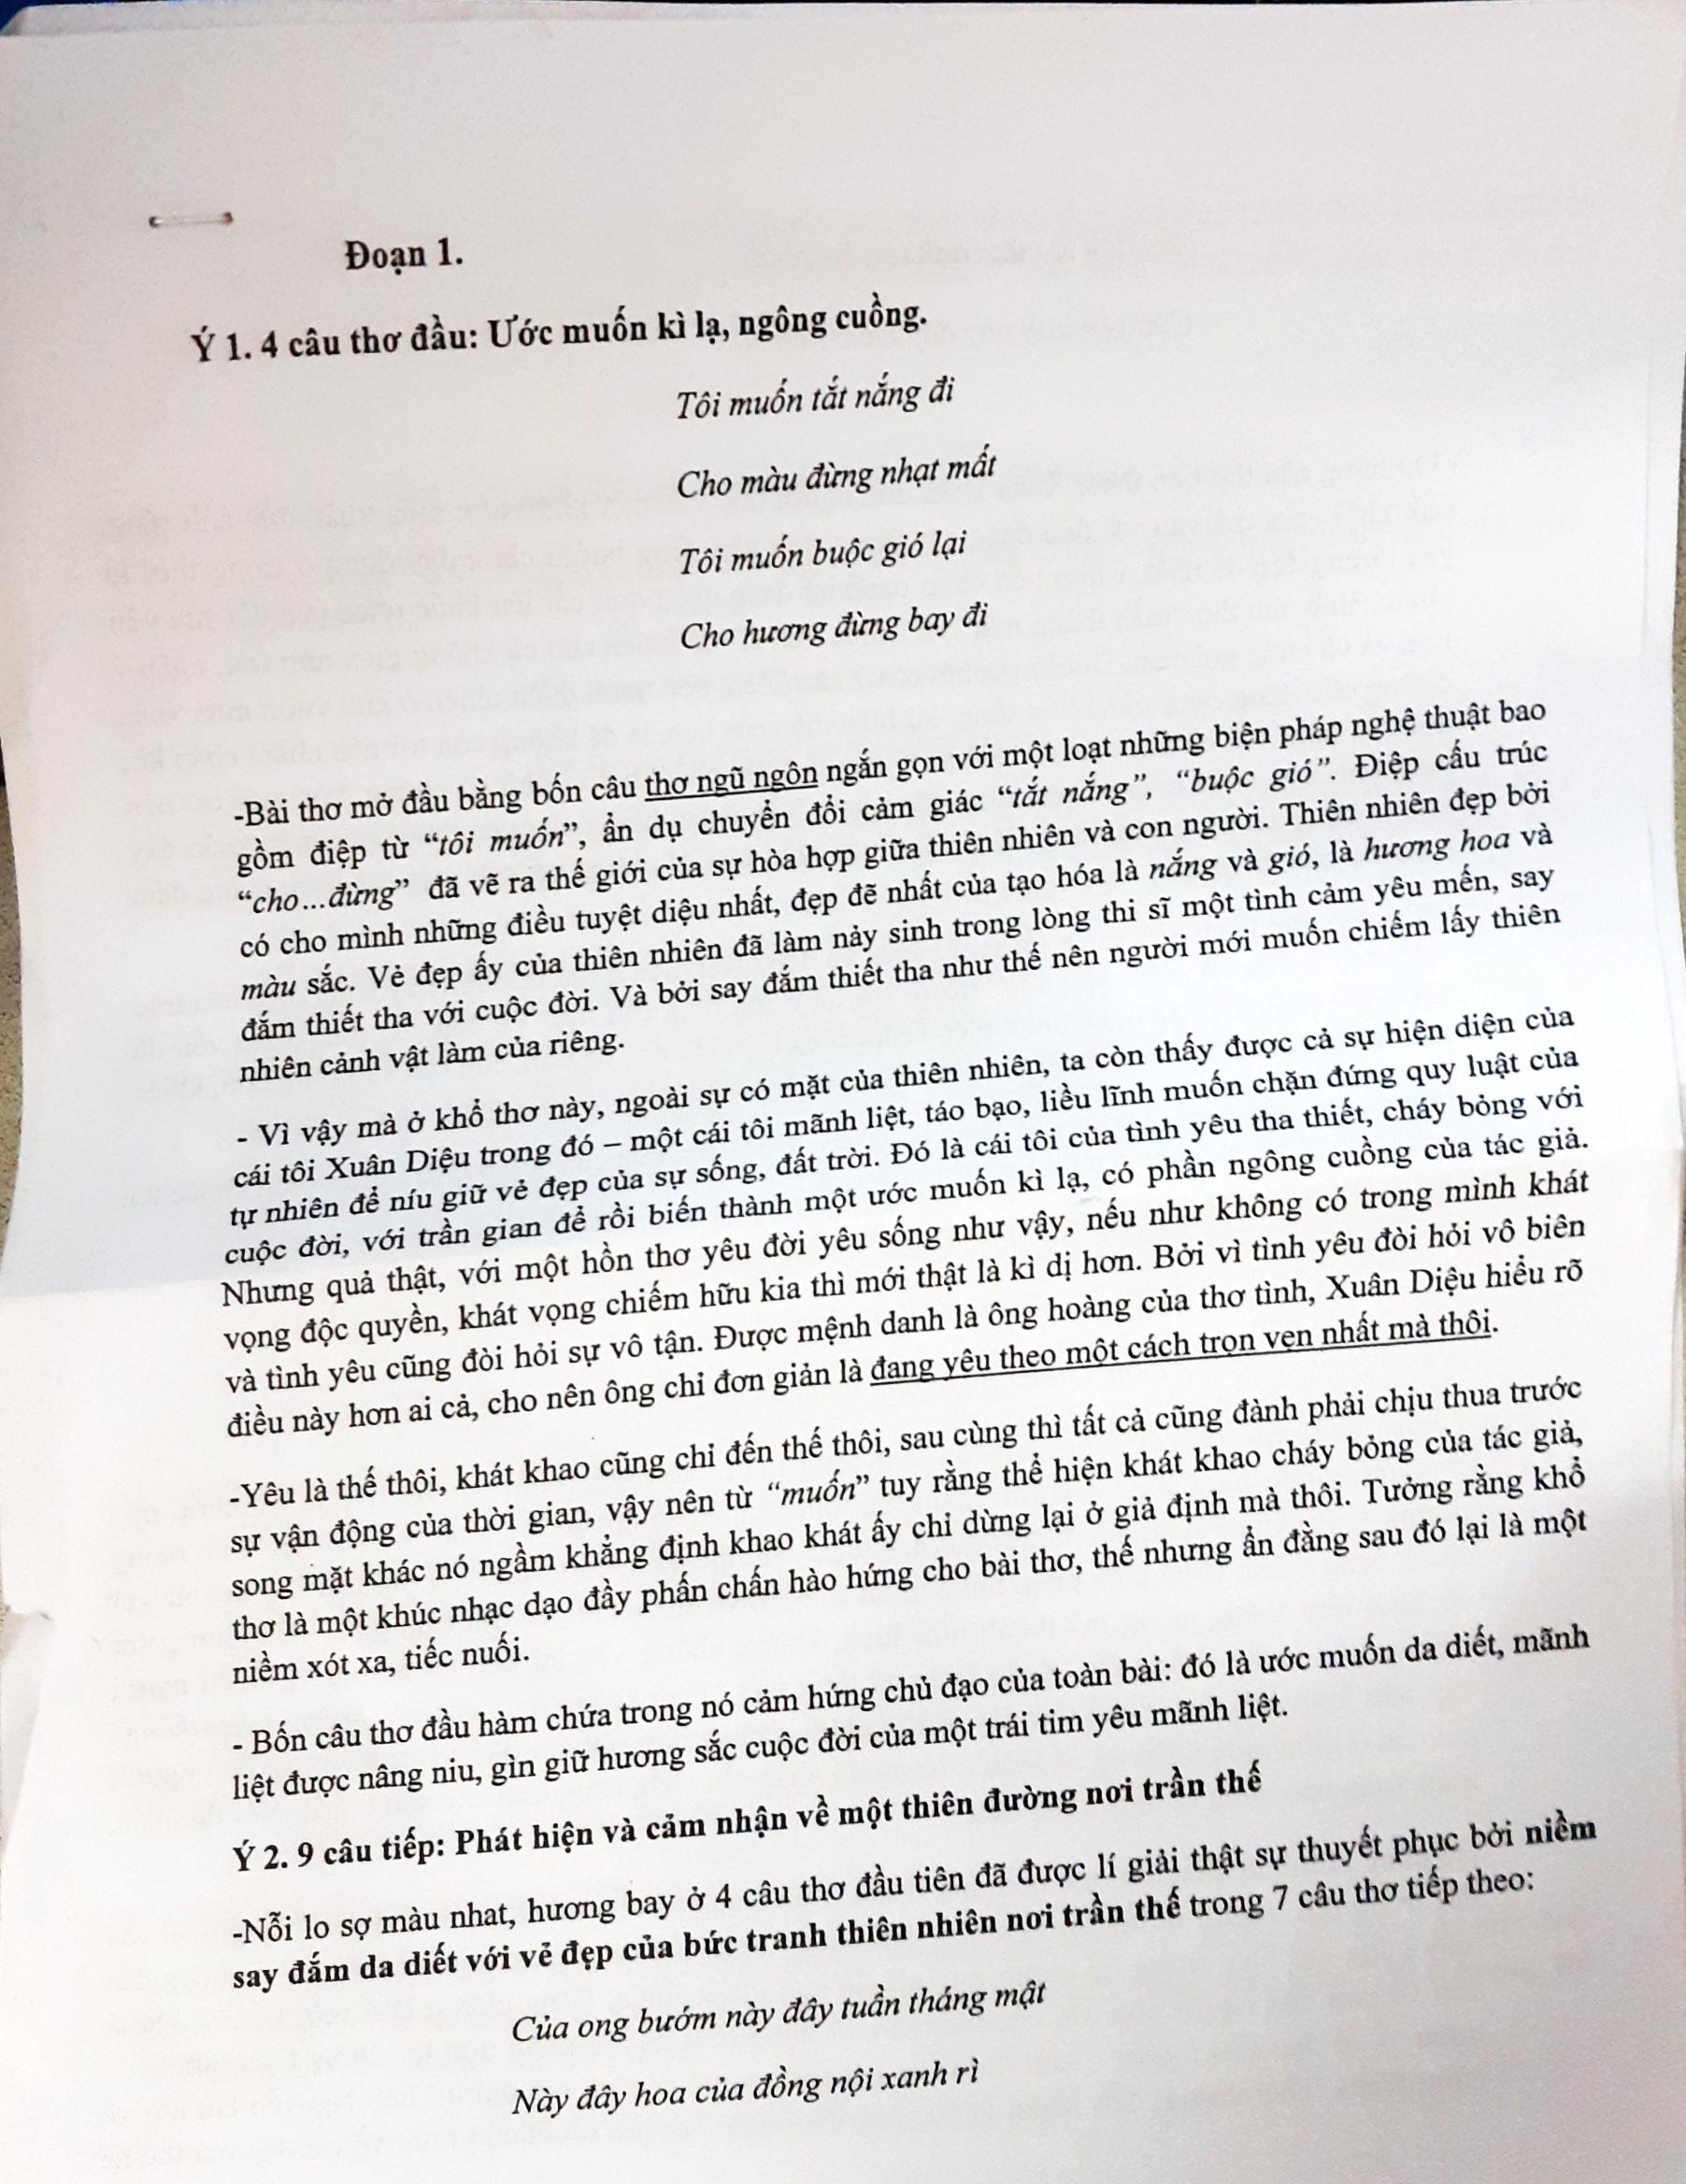 Đoạn 1.
Ý 1. 4 câu thơ đầu: Ước muốn kì lạ, ngông cuồng.
Tôi muốn tắt nắng đi
Cho màu đừng nhạt mất
Tôi muốn buộc gió lại
Cho hương đừng bay đi
-Bài thơ mở đầu bằng bốn câu thơ ngũ ngôn ngắn gọn với một loạt những biện pháp nghệ thuật bao
gồm điệp từ “tôi muốn”, ẩn dụ chuyển đổi cảm giác “tắt nắng”, “buộc gió”. Điệp cấu trúc
“cho...đừng” đã vẽ ra thế giới của sự hòa hợp giữa thiên nhiên và con người. Thiên nhiên đẹp bởi
có cho mình những điều tuyệt diệu nhất, đẹp đẽ nhất của tạo hóa là nắng và gió, là hương hoa và
màu sắc. Vẻ đẹp ấy của thiên nhiên đã làm nảy sinh trong lòng thi sĩ một tình cảm yêu mến, say
đắm thiết tha với cuộc đời. Và bởi say đắm thiết tha như thế nên người mới muốn chiếm lấy thiên
nhiên cảnh vật làm của riêng.
- Vì vậy mà ở khổ thơ này, ngoài sự có mặt của thiên nhiên, ta còn thấy được cả sự hiện diện của
cái tôi Xuân Diệu trong đó – một cái tôi mãnh liệt, táo bạo, liều lĩnh muốn chặn đứng quy luật của
tự nhiên để níu giữ vẻ đẹp của sự sống, đất trời. Đó là cái tôi của tình yêu tha thiết, cháy bỏng với
cuộc đời, với trần gian để rồi biến thành một ước muốn kì lạ, có phần ngông cuồng của tác giả.
Nhưng quả thật, với một hồn thơ yêu đời yêu sống như vậy, nếu như không có trong mình khát
vọng độc quyền, khát vọng chiếm hữu kia thì mới thật là kì dị hơn. Bởi vì tình yêu đòi hỏi vô biên
và tình yêu cũng đòi hỏi sự vô tận. Được mệnh danh là ông hoàng của thơ tình, Xuân Diệu hiểu rõ
điều này hơn ai cả, cho nên ông chỉ đơn giản là đang yêu theo một cách trọn vẹn nhất mà thôi.
-Yêu là thế thôi, khát khao cũng chỉ đến thế thôi, sau cùng thì tất cả cũng đành phải chịu thua trước
sự vận động của thời gian, vậy nên từ “muốn” tuy rằng thể hiện khát khao cháy bỏng của tác giả,
song mặt khác nó ngầm khẳng định khao khát ấy chỉ dừng lại ở giả định mà thôi. Tưởng rằng khổ
thơ là một khúc nhạc dạo đầy phấn chấn hào hứng cho bài thơ, thế nhưng ẩn đằng sau đó lại là một
niềm xót xa, tiếc nuối.
- Bốn câu thơ đầu hàm chứa trong nó cảm hứng chủ đạo của toàn bài: đó là ước muốn da diết, mãnh
liệt được nâng niu, gìn giữ hương sắc cuộc đời của một trái tim yêu mãnh liệt.
Ý 2. 9 câu tiếp: Phát hiện và cảm nhận về một thiên đường nơi trần thế
-Nỗi lo sợ màu nhat, hương bay ở 4 câu thơ đầu tiên đã được lí giải thật sự thuyết phục bởi niềm
say đắm da diết với vẻ đẹp của bức tranh thiên nhiên nơi trần thế trong 7 câu thơ tiếp theo:
Của ong bướm này đây tuần tháng mật
Này đây hoa của đồng nội xanh rì